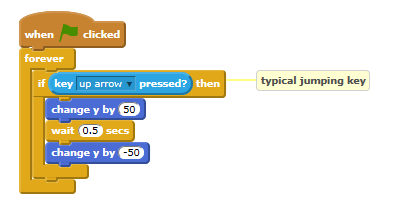 when clicked
forever
if key up arrow pressed? then
typical jumping key
change y by 50
wait 0.5 secs
change y by -50